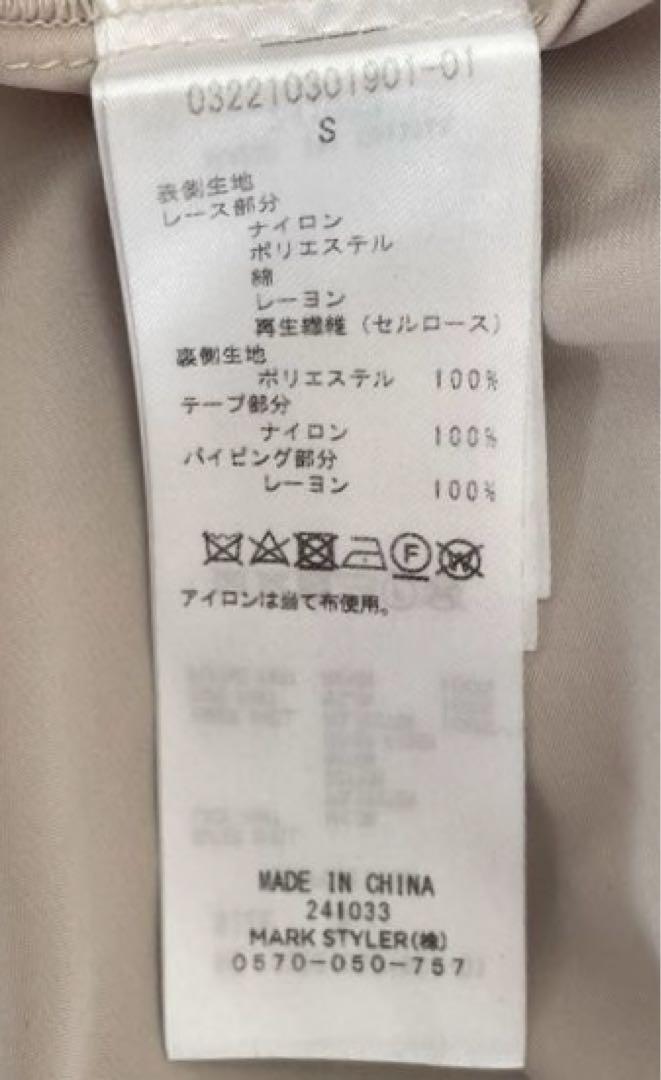 032210301901-01
S
表側生地
レース部分
ナイロン
ポリエステル
綿
レーヨン
再生繊維（セルロース）
裏側生地
ポリエステル 100%
テープ部分
ナイロン 100%
パイピング部分
レーヨン 100%
F
W
アイロンは当て布使用。
MADE IN CHINA
241033
MARK STYLER(株)
0570-050-757